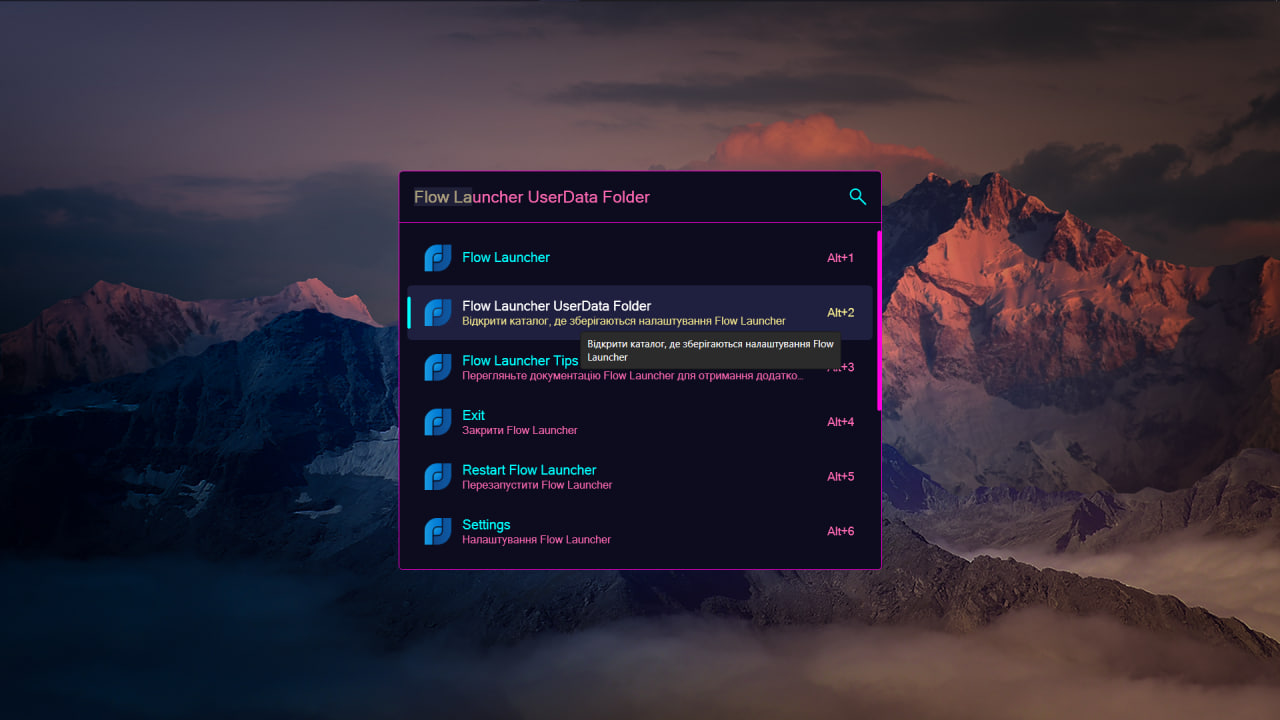 Flow Launcher UserData Folder
Flow Launcher
Alt+1
Flow Launcher UserData Folder
Відкрити каталог, де зберігаються налаштування Flow Launcher
Alt+2
Відкрити каталог, де зберігаються налаштування Flow
Launcher
Flow Launcher Tips
Перегляньте документацію Flow Launcher для отримання додатко...
+3
Exit
Закрити Flow Launcher
Alt+4
Restart Flow Launcher
Перезапустити Flow Launcher
Alt+5
Settings
Налаштування Flow Launcher
Alt+6